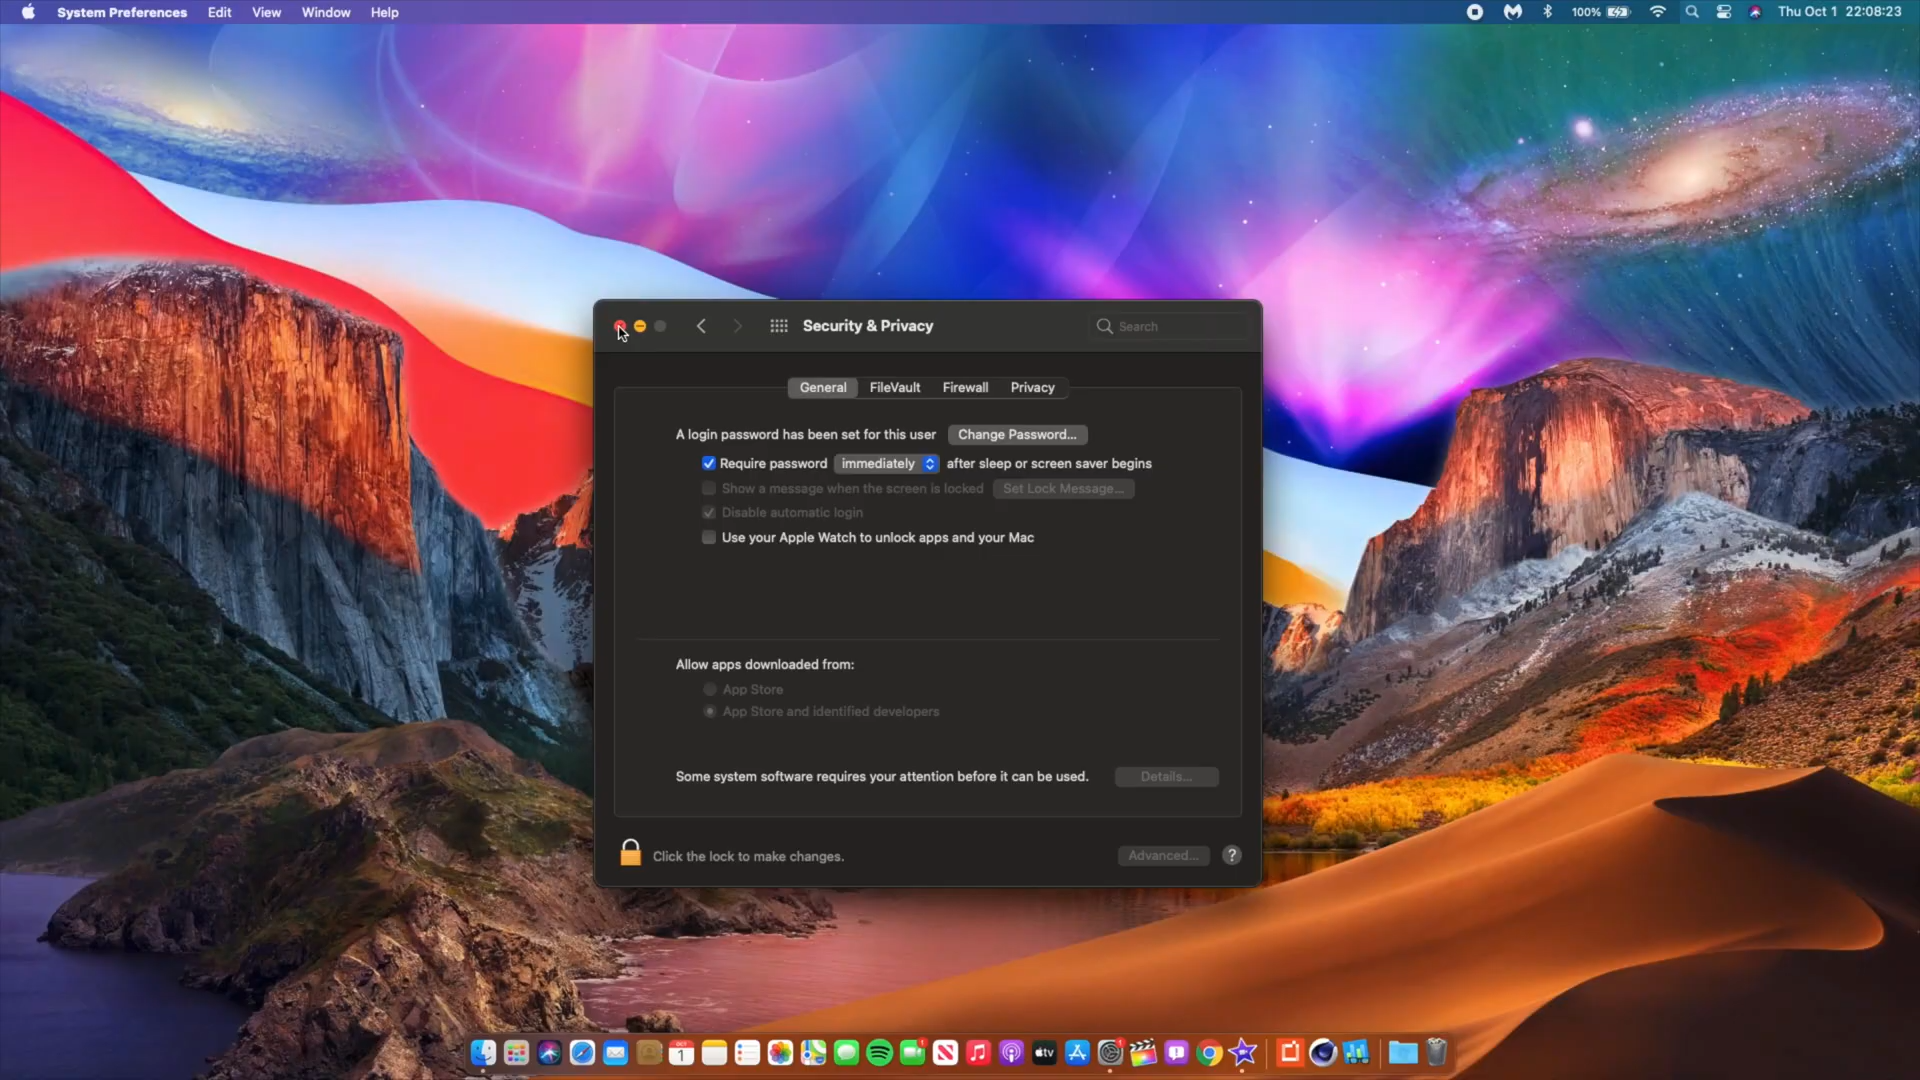 System Preferences Edit View Window Help
100% Thu Oct 1 22:08:23
Security & Privacy
Search
General FileVault Firewall Privacy
A login password has been set for this user Change Password...
Require password immediately after sleep or screen saver begins
Show a message when the screen is locked Set Lock Message...
Disable automatic login
Use your Apple Watch to unlock apps and your Mac
Allow apps downloaded from:
App Store
App Store and identified developers
Some system software requires your attention before it can be used. Details...
Click the lock to make changes. Advanced... ?
OCT
1
tv